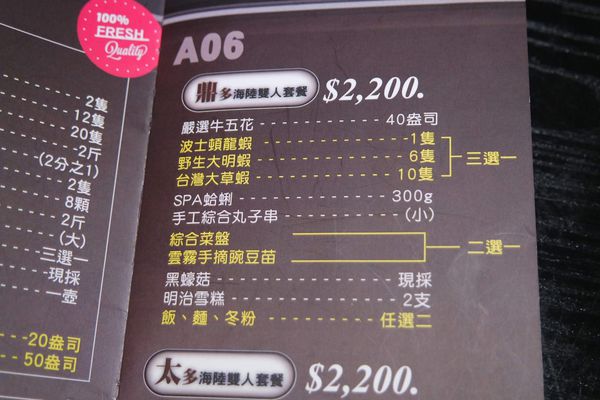 100%
FRESH
Quality
2隻
12隻
20隻
-2斤
(2分之1)
2隻
8顆
2斤
(大)
三選一
現採
一壺
-20盎司
50盎司
A06
鼎多海陸雙人套餐 $2,200.
嚴選牛五花 40盎司
波士頓龍蝦 -1隻
野生大明蝦 6隻 三選一
台灣大草蝦 10隻
SPA蛤蜊 300g
手工綜合丸子串 (小)
綜合菜盤
二選一
雲霧手摘豌豆苗
黑蠔菇 現採
明治雪糕 2支
飯、麵、冬粉 任選二
太多海陸雙人套餐 $2,200.